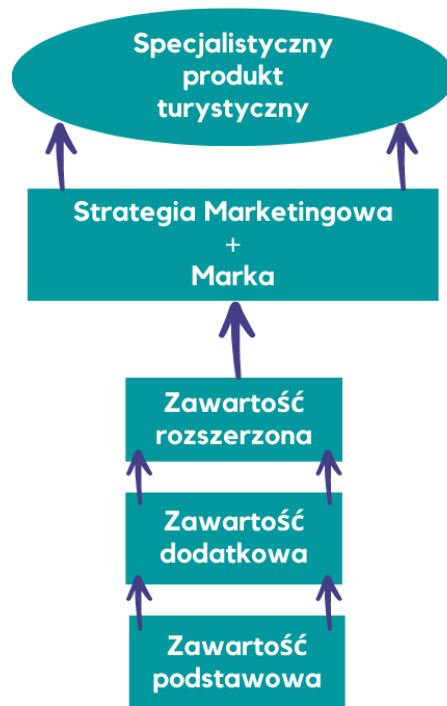 Specjalistyczny
produkt
turystyczny
Strategia Marketingowa
+
Marka
Zawartość
rozszerzona
Zawartość
dodatkowa
Zawartość
podstawowa